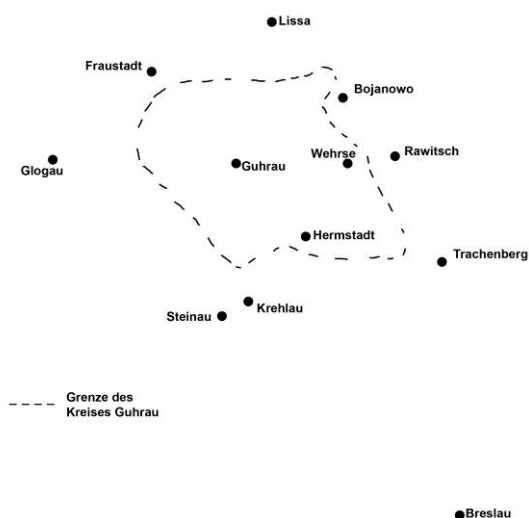 Lissa
Fraustadt
Bojanowo
Wehrse
Rawitsch
Glogau
Guhrau
Hermstadt
Trachenberg
Krehlau
Steinau
Grenze des
Kreises Guhrau
Breslau